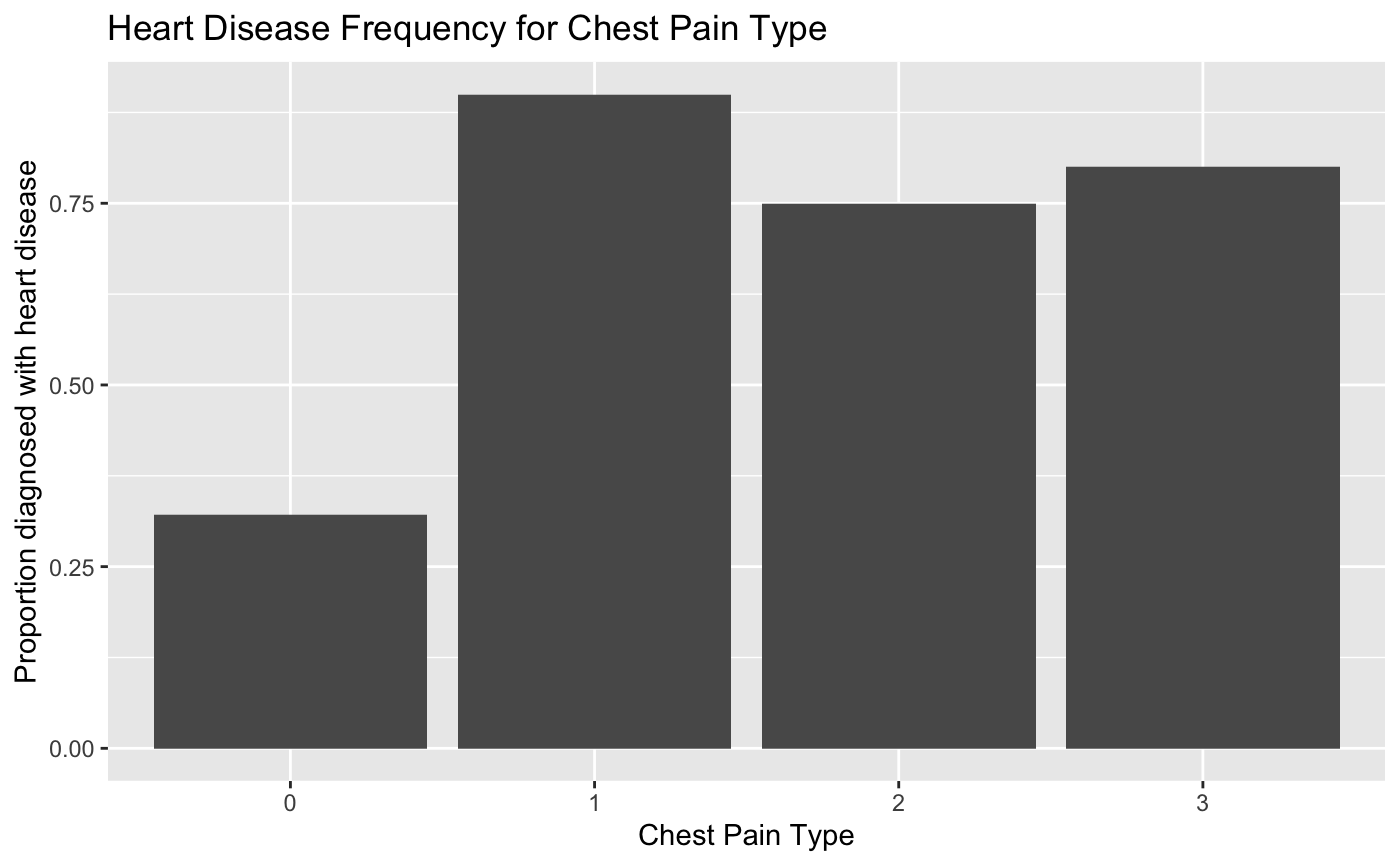 Heart Disease Frequency for Chest Pain Type
Proportion diagnosed with heart disease
0.75
0.50
0.25
0.00
0 1 2 3
Chest Pain Type